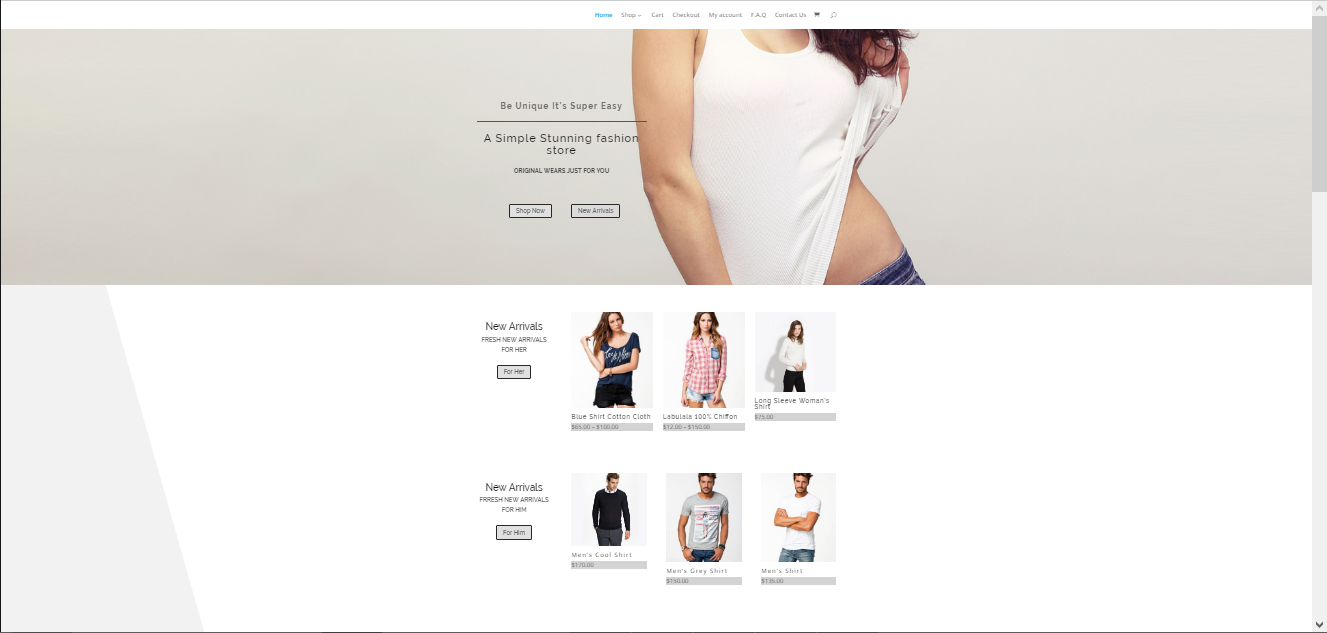 Home Shop Cart Checkout My account F.A.Q Contact Us
Be Unique It's Super Easy
A Simple Stunning fashion
store
ORIGINAL WEARS JUST FOR YOU
Shop Now New Arrivals
New Arrivals
FRESH NEW ARRIVALS
FOR HER
For Her
Blue Shirt Cotton Cloth
$65.00 – $100.00
Labulala 100% Chiffon
$12.00 – $150.00
Long Sleeve Woman's
Shirt
$75.00
New Arrivals
FRRESH NEW ARRIVALS
FOR HIM
For Him
Men's Cool Shirt
$170.00
Men's Grey Shirt
$150.00
Men's Shirt
$135.00